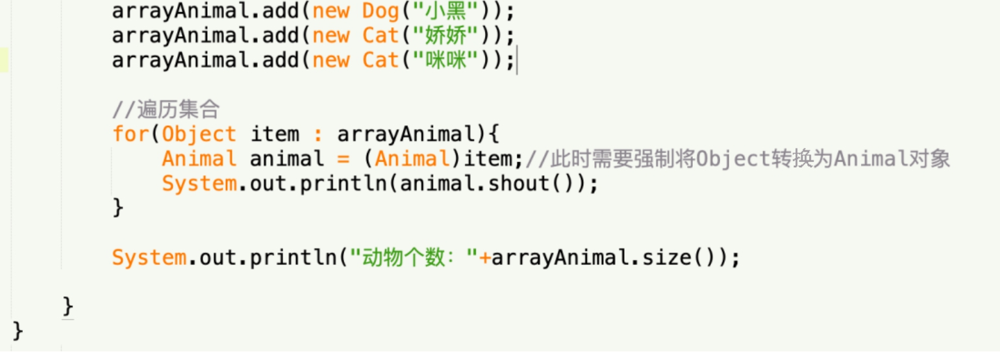 arrayAnimal.add(new Dog("小黑"));
arrayAnimal.add(new Cat("娇娇"));
arrayAnimal.add(new Cat("咪咪"));
//遍历集合
for(Object item : arrayAnimal){
Animal animal = (Animal)item;//此时需要强制将Object转换为Animal对象
System.out.println(animal.shout());
}
System.out.println("动物个数："+arrayAnimal.size());
}
}